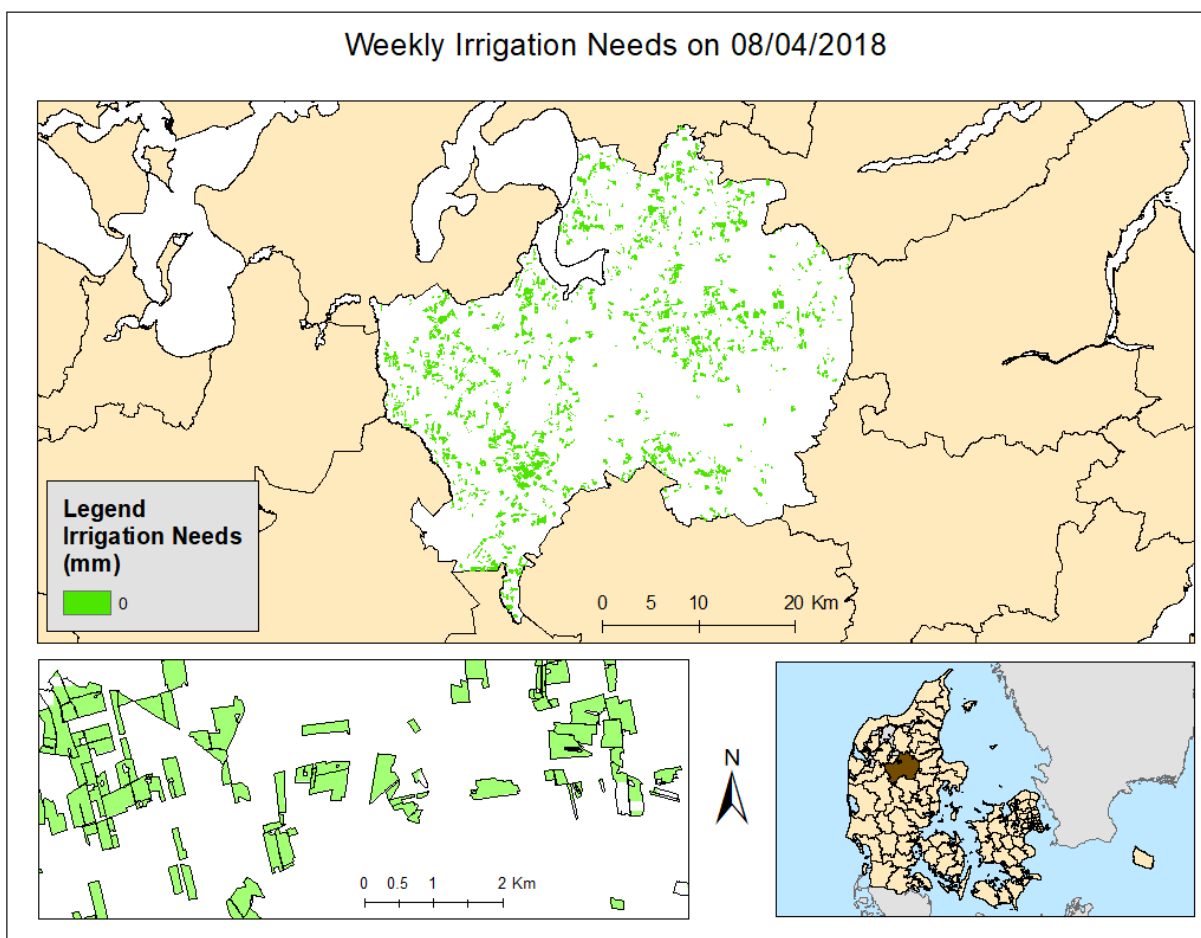 Weekly Irrigation Needs on 08/04/2018
Legend
Irrigation Needs
(mm)
0
0 5 10 20 Km
0 0.5 1 2 Km
N